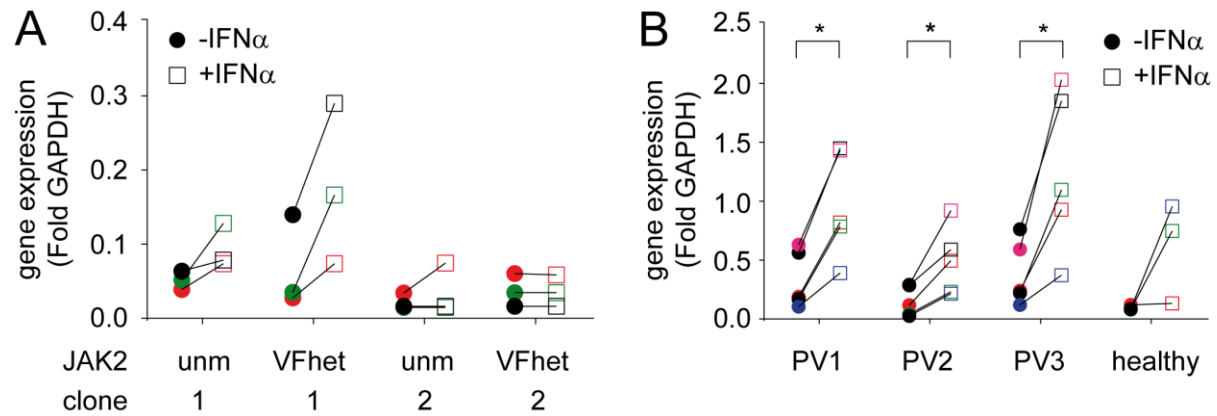 A
gene expression
(Fold GAPDH)
0.4
0.3
0.2
0.1
0.0
-IFNα
+IFNα
JAK2 unm VFhet unm VFhet
clone 1 1 2 2
B
gene expression
(Fold GAPDH)
2.5
2.0
1.5
1.0
0.5
0.0
* * *
-IFNα
+IFNα
PV1 PV2 PV3 healthy